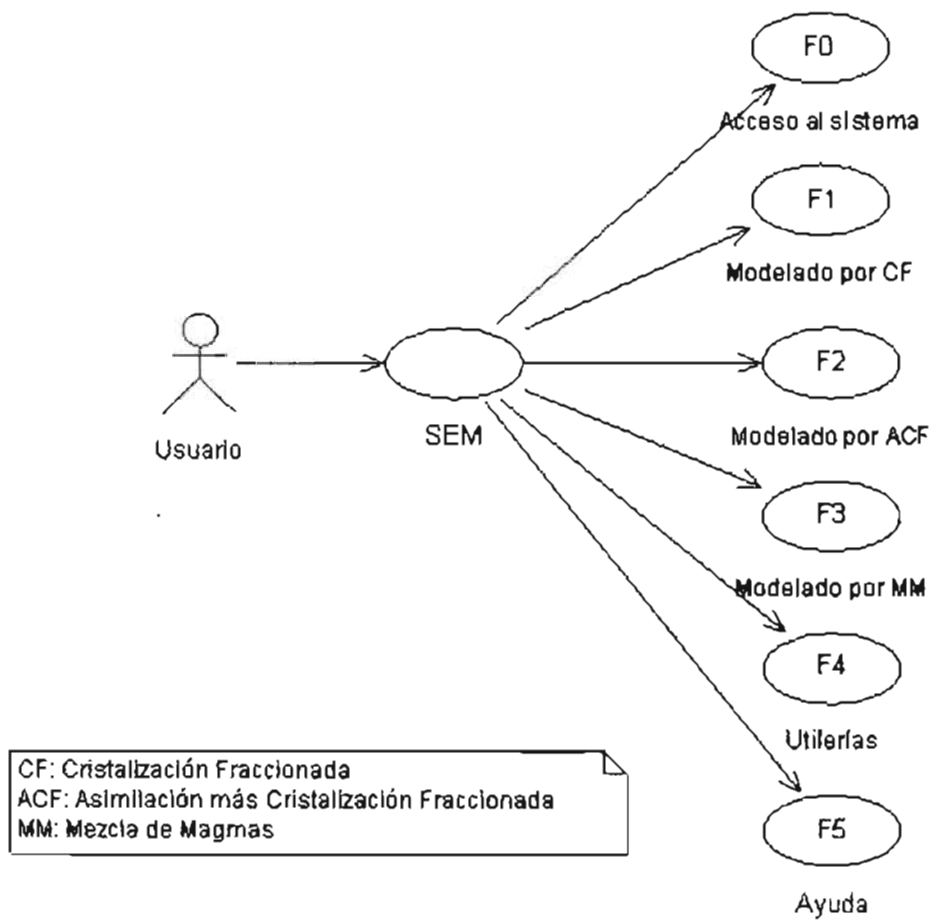 F0
Acceso al sistema
F1
Modelado por CF
F2
Modelado por ACF
F3
Modelado por MM
F4
Utilerías
F5
Ayuda
Usuario
SEM
CF: Cristalización Fraccionada
ACF: Asimilación más Cristalización Fraccionada
MM: Mezcla de Magmas